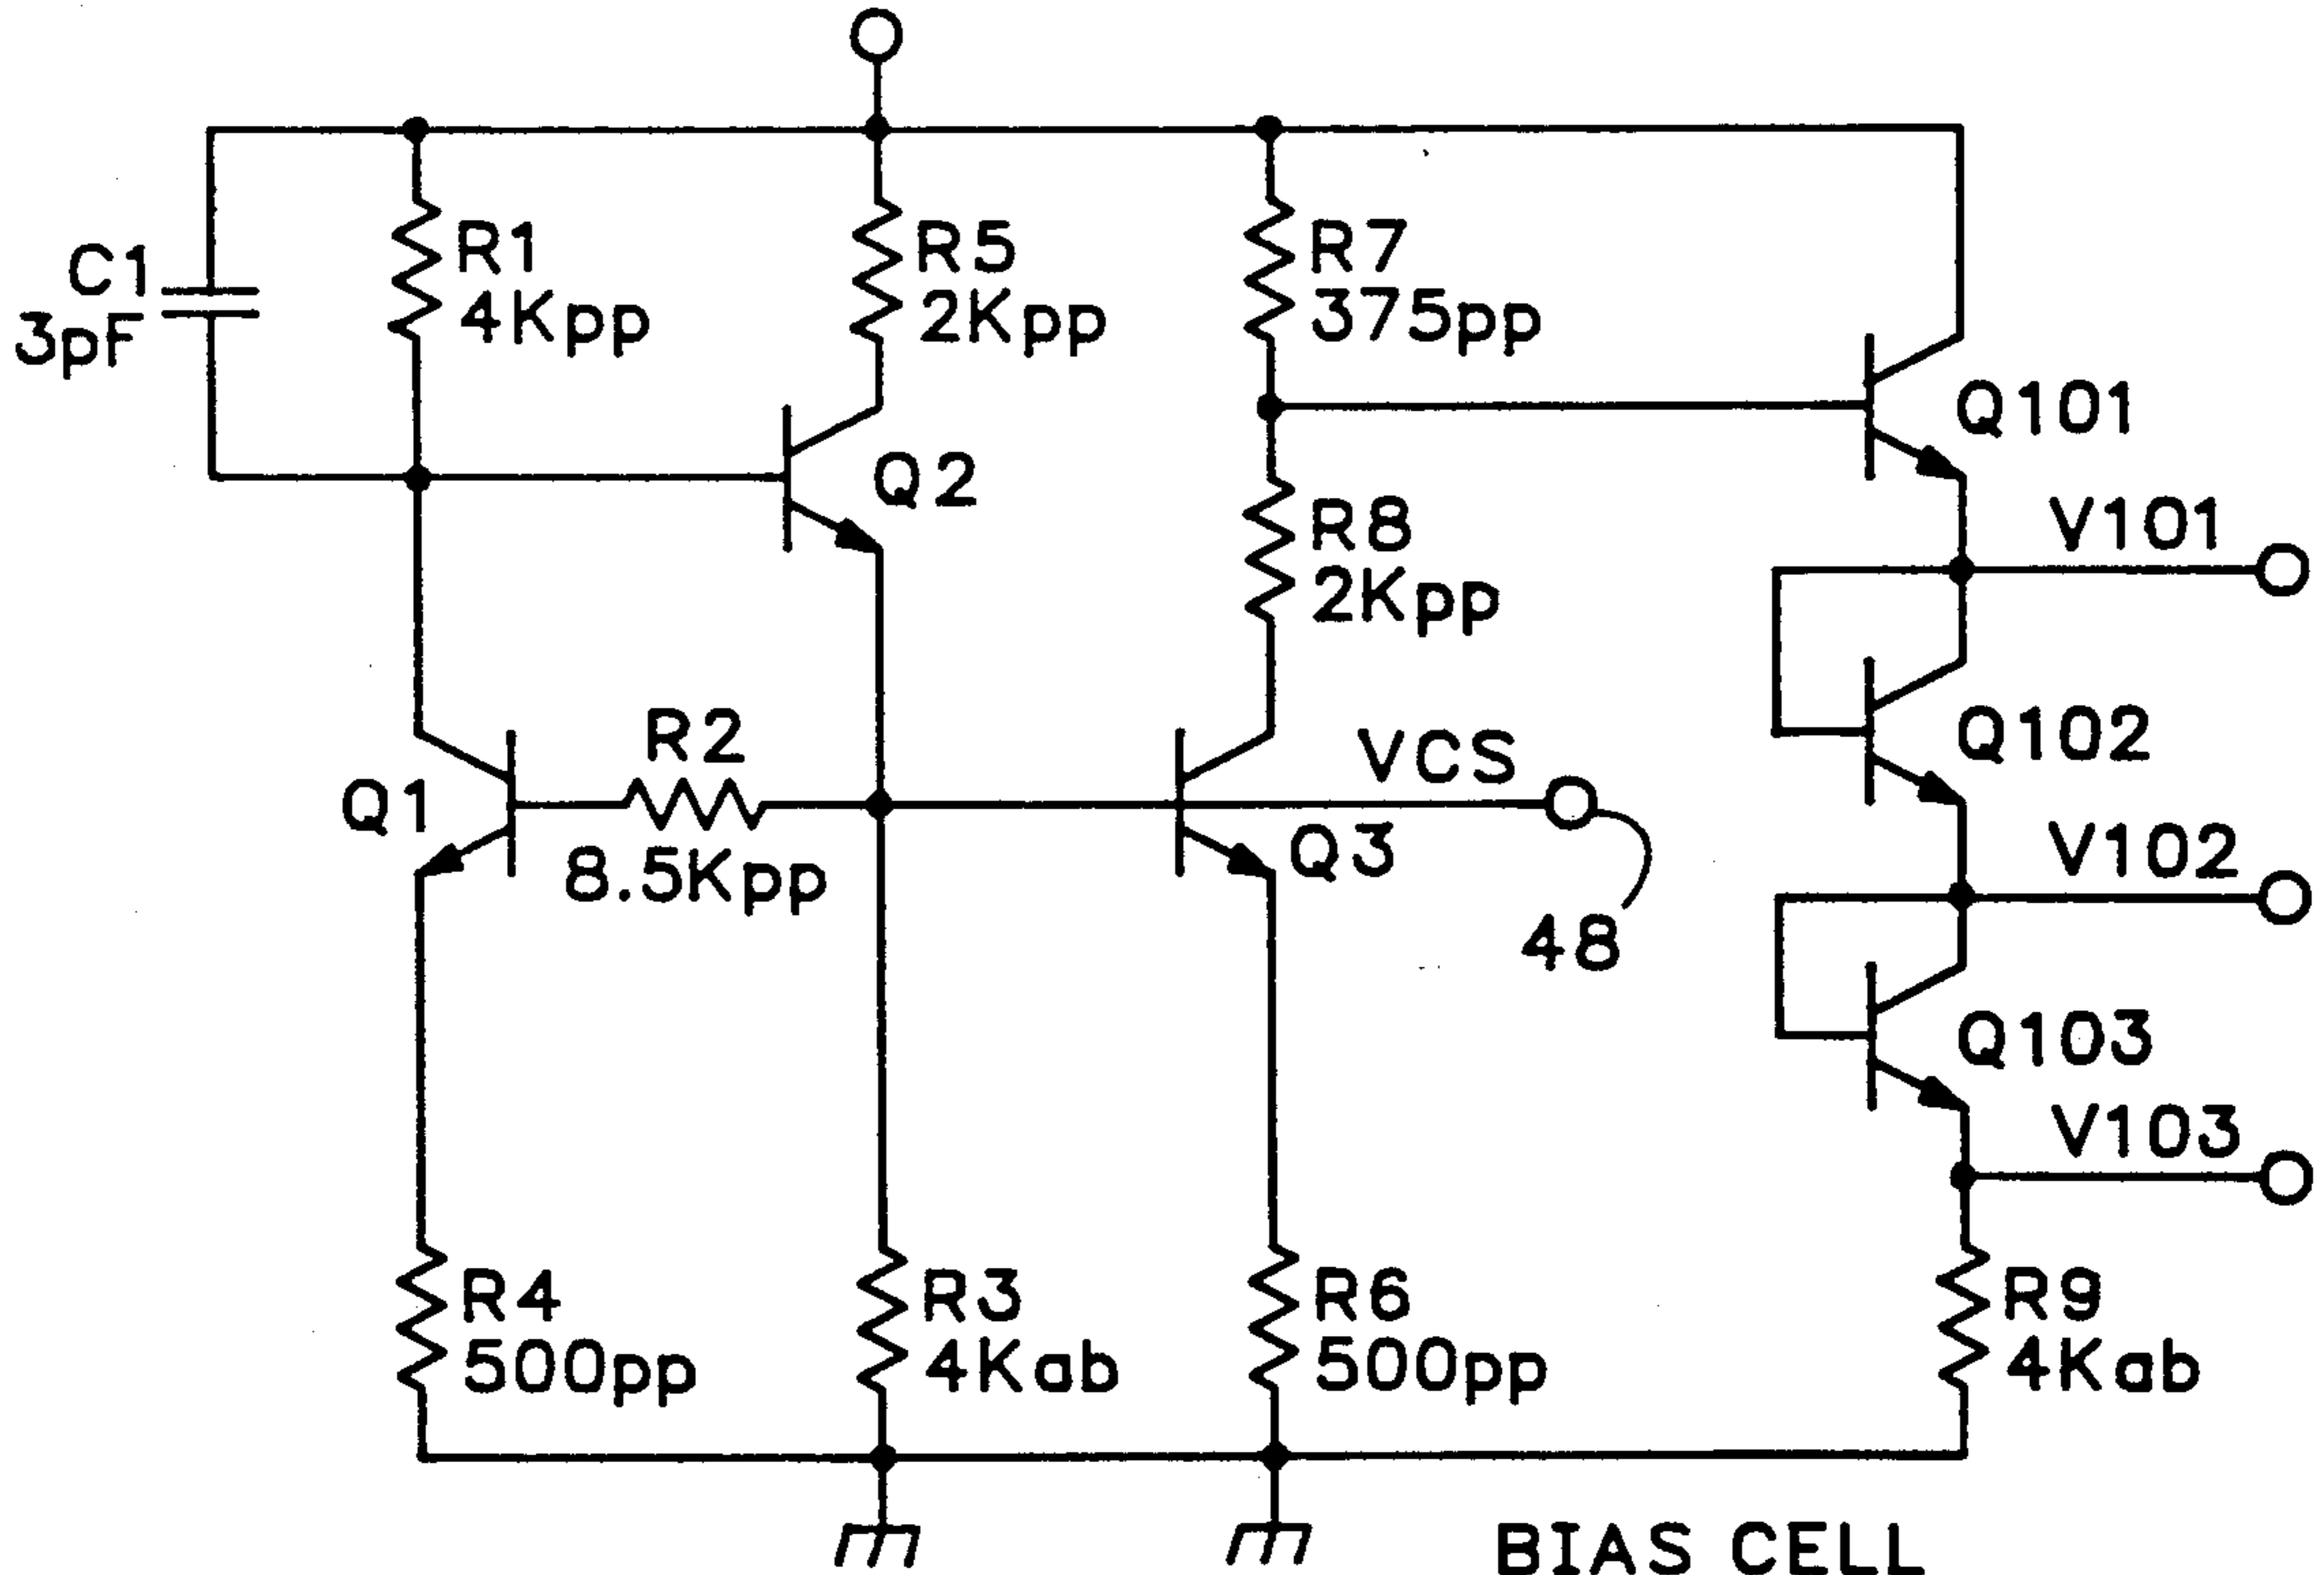 C1
3pF
R1
4Kpp
R5
2Kpp
R7
375pp
Q101
Q2
V101
R8
2Kpp
R2
8.5Kpp
Q1
VCS
Q3
48
Q102
V102
Q103
V103
R4
500pp
R3
4Kab
R6
500pp
R9
4Kab
BIAS CELL